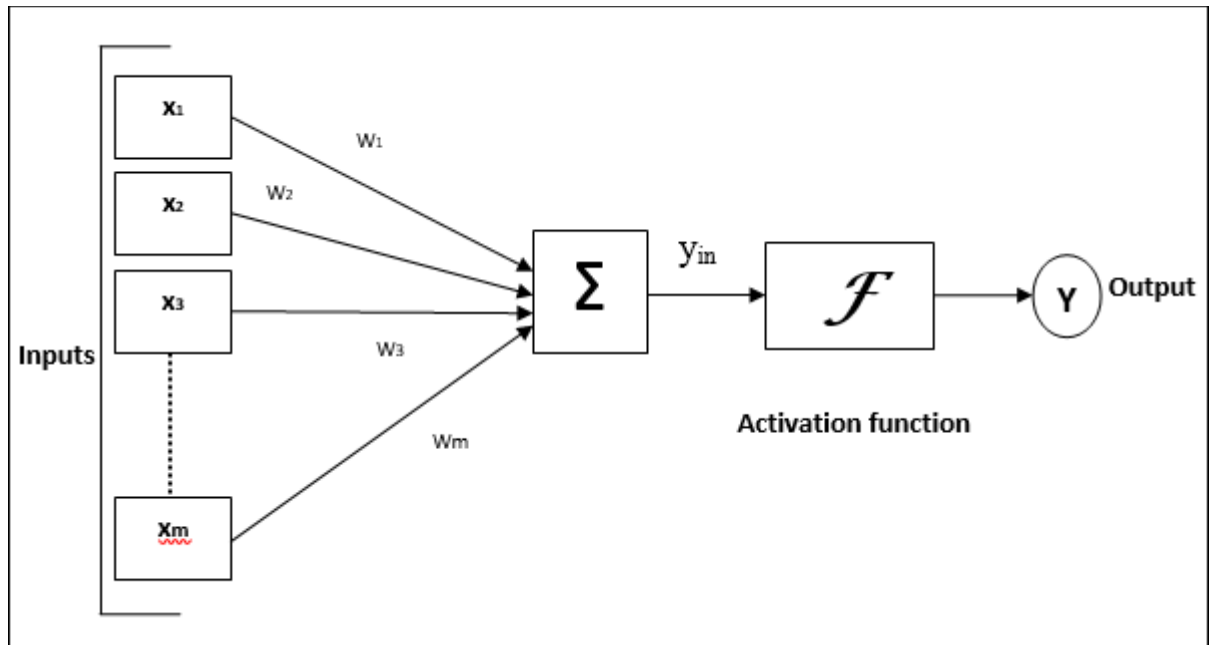 x1
W1
x2
W2
x3
W3
Inputs
Σ
yin
ℱ
Y
Output
Activation function
Wm
xm